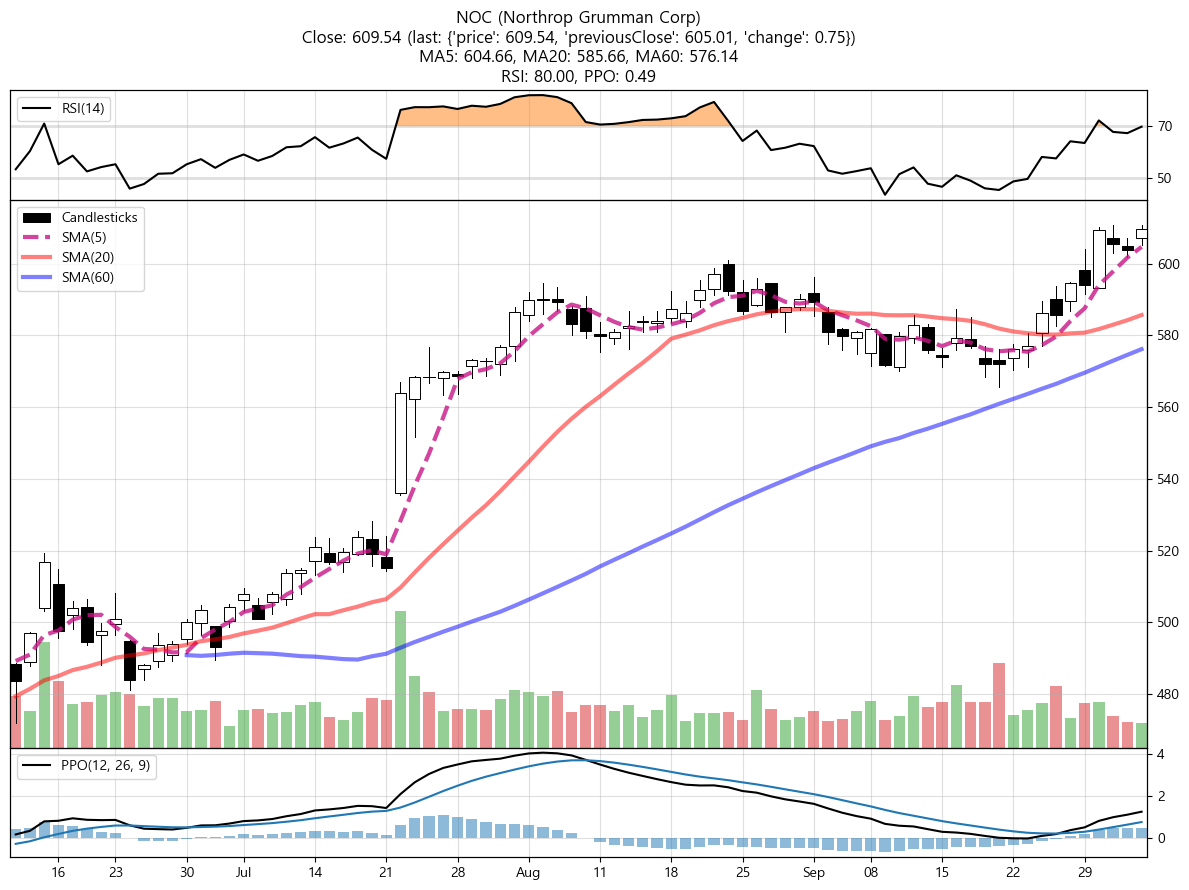 NOC (Northrop Grumman Corp)
Close: 609.54 (last: {'price': 609.54, 'previousClose': 605.01, 'change': 0.75})
MA5: 604.66, MA20: 585.66, MA60: 576.14
RSI: 80.00, PPO: 0.49
RSI(14)
70
50
Candlesticks
SMA(5)
SMA(20)
SMA(60)
600
580
560
540
520
500
480
PPO(12, 26, 9)
4
2
0
16 23 30 Jul 14 21 28 Aug 11 18 25 Sep 08 15 22 29